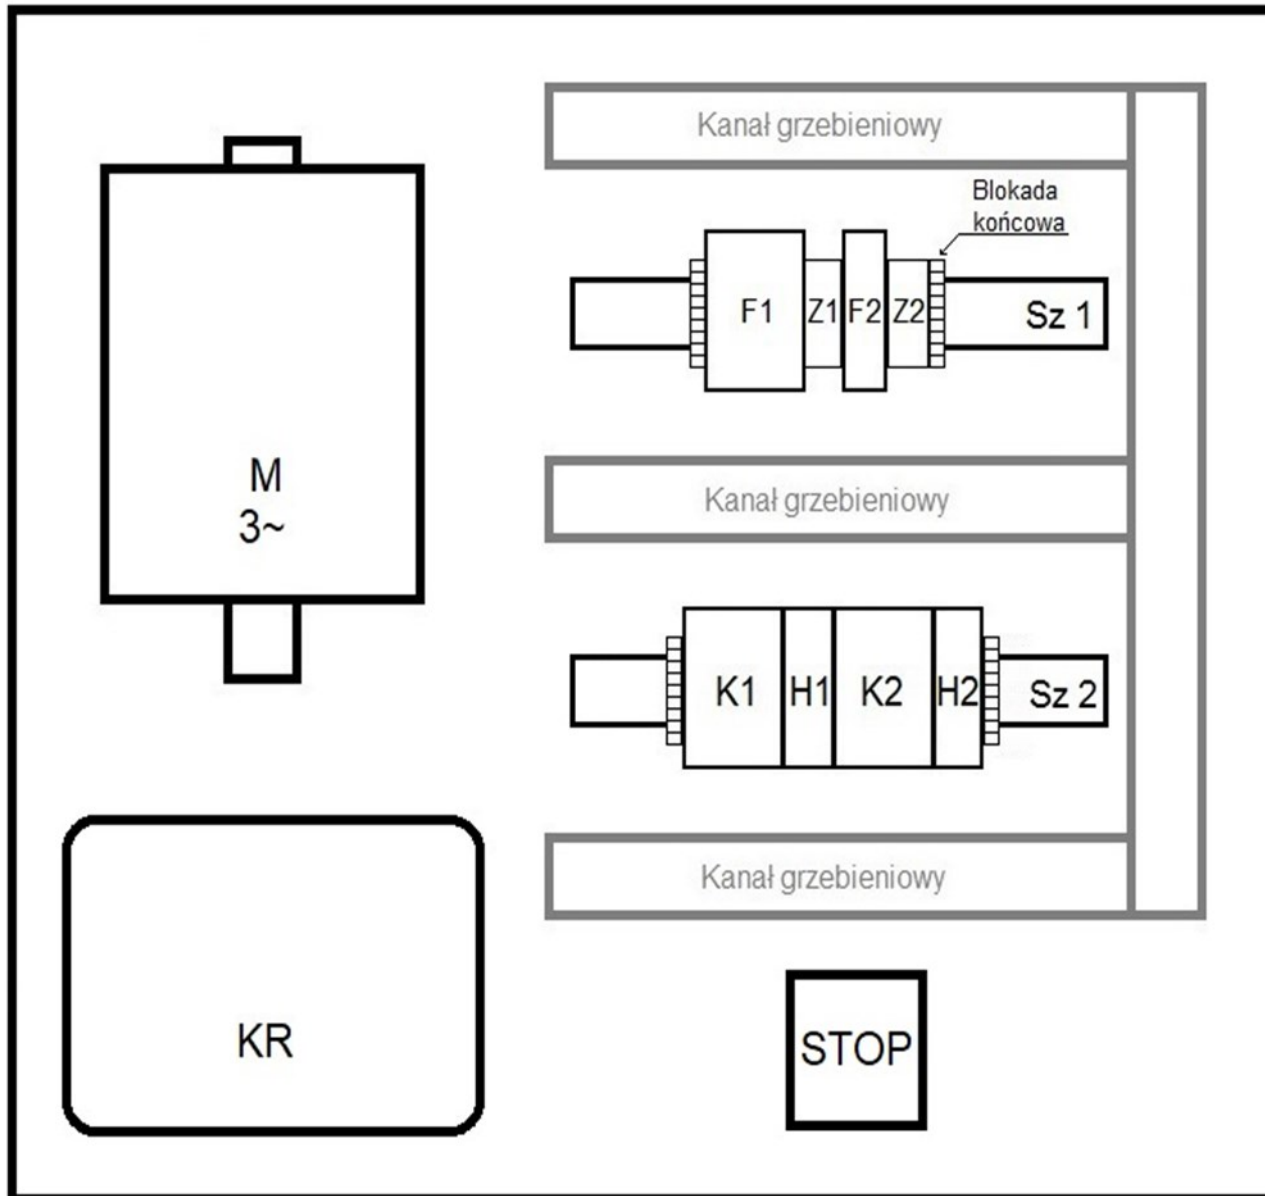 Kanał grzebieniowy
Blokada
końcowa
F1 Z1 F2 Z2 Sz 1
M
3~
Kanał grzebieniowy
K1 H1 K2 H2 Sz 2
Kanał grzebieniowy
KR
STOP